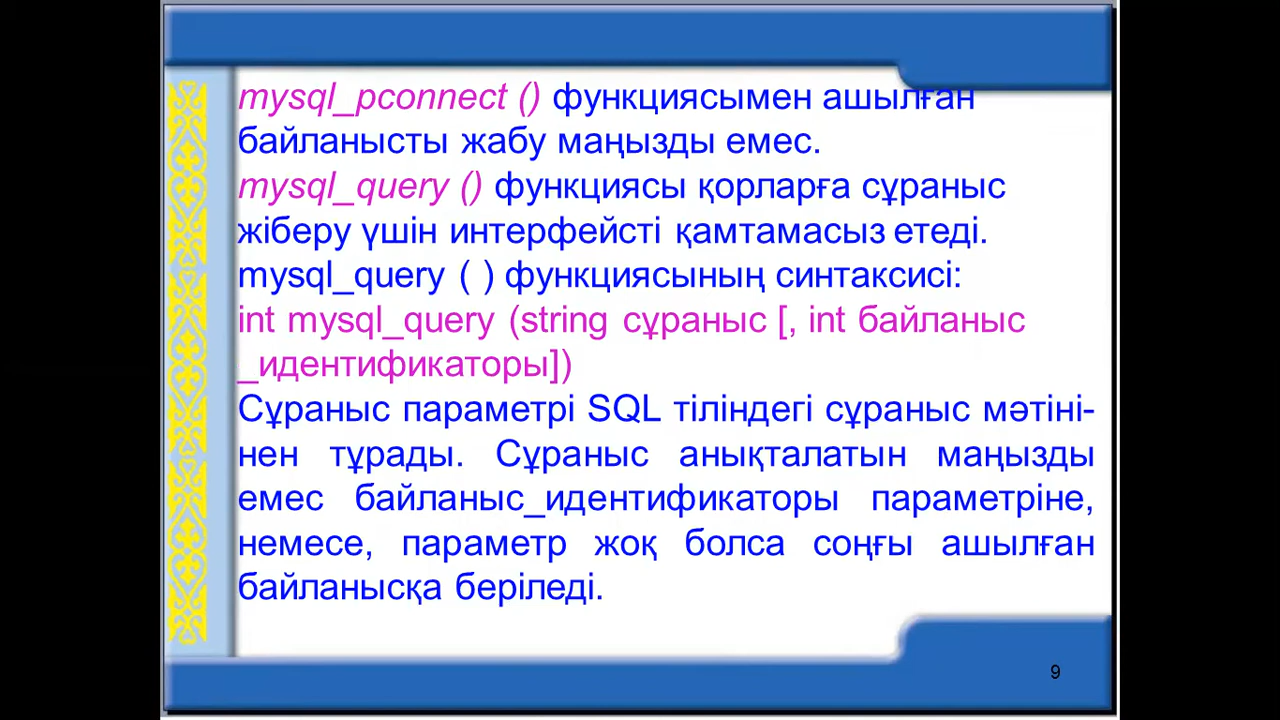 mysql_pconnect () функциясымен ашылған
байланысты жабу маңызды емес.
mysql_query () функциясы қорларға сұраныс
жіберу үшін интерфейсті қамтамасыз етеді.
mysql_query ( ) функциясының синтаксисі:
int mysql_query (string сұраныс [, int байланыс
_идентификаторы])
Сұраныс параметрі SQL тіліндегі сұраныс мәтіні-
нен тұрады. Сұраныс анықталатын маңызды
емес байланыс_идентификаторы параметріне,
немесе, параметр жоқ болса соңғы ашылған
байланысқа беріледі.
9